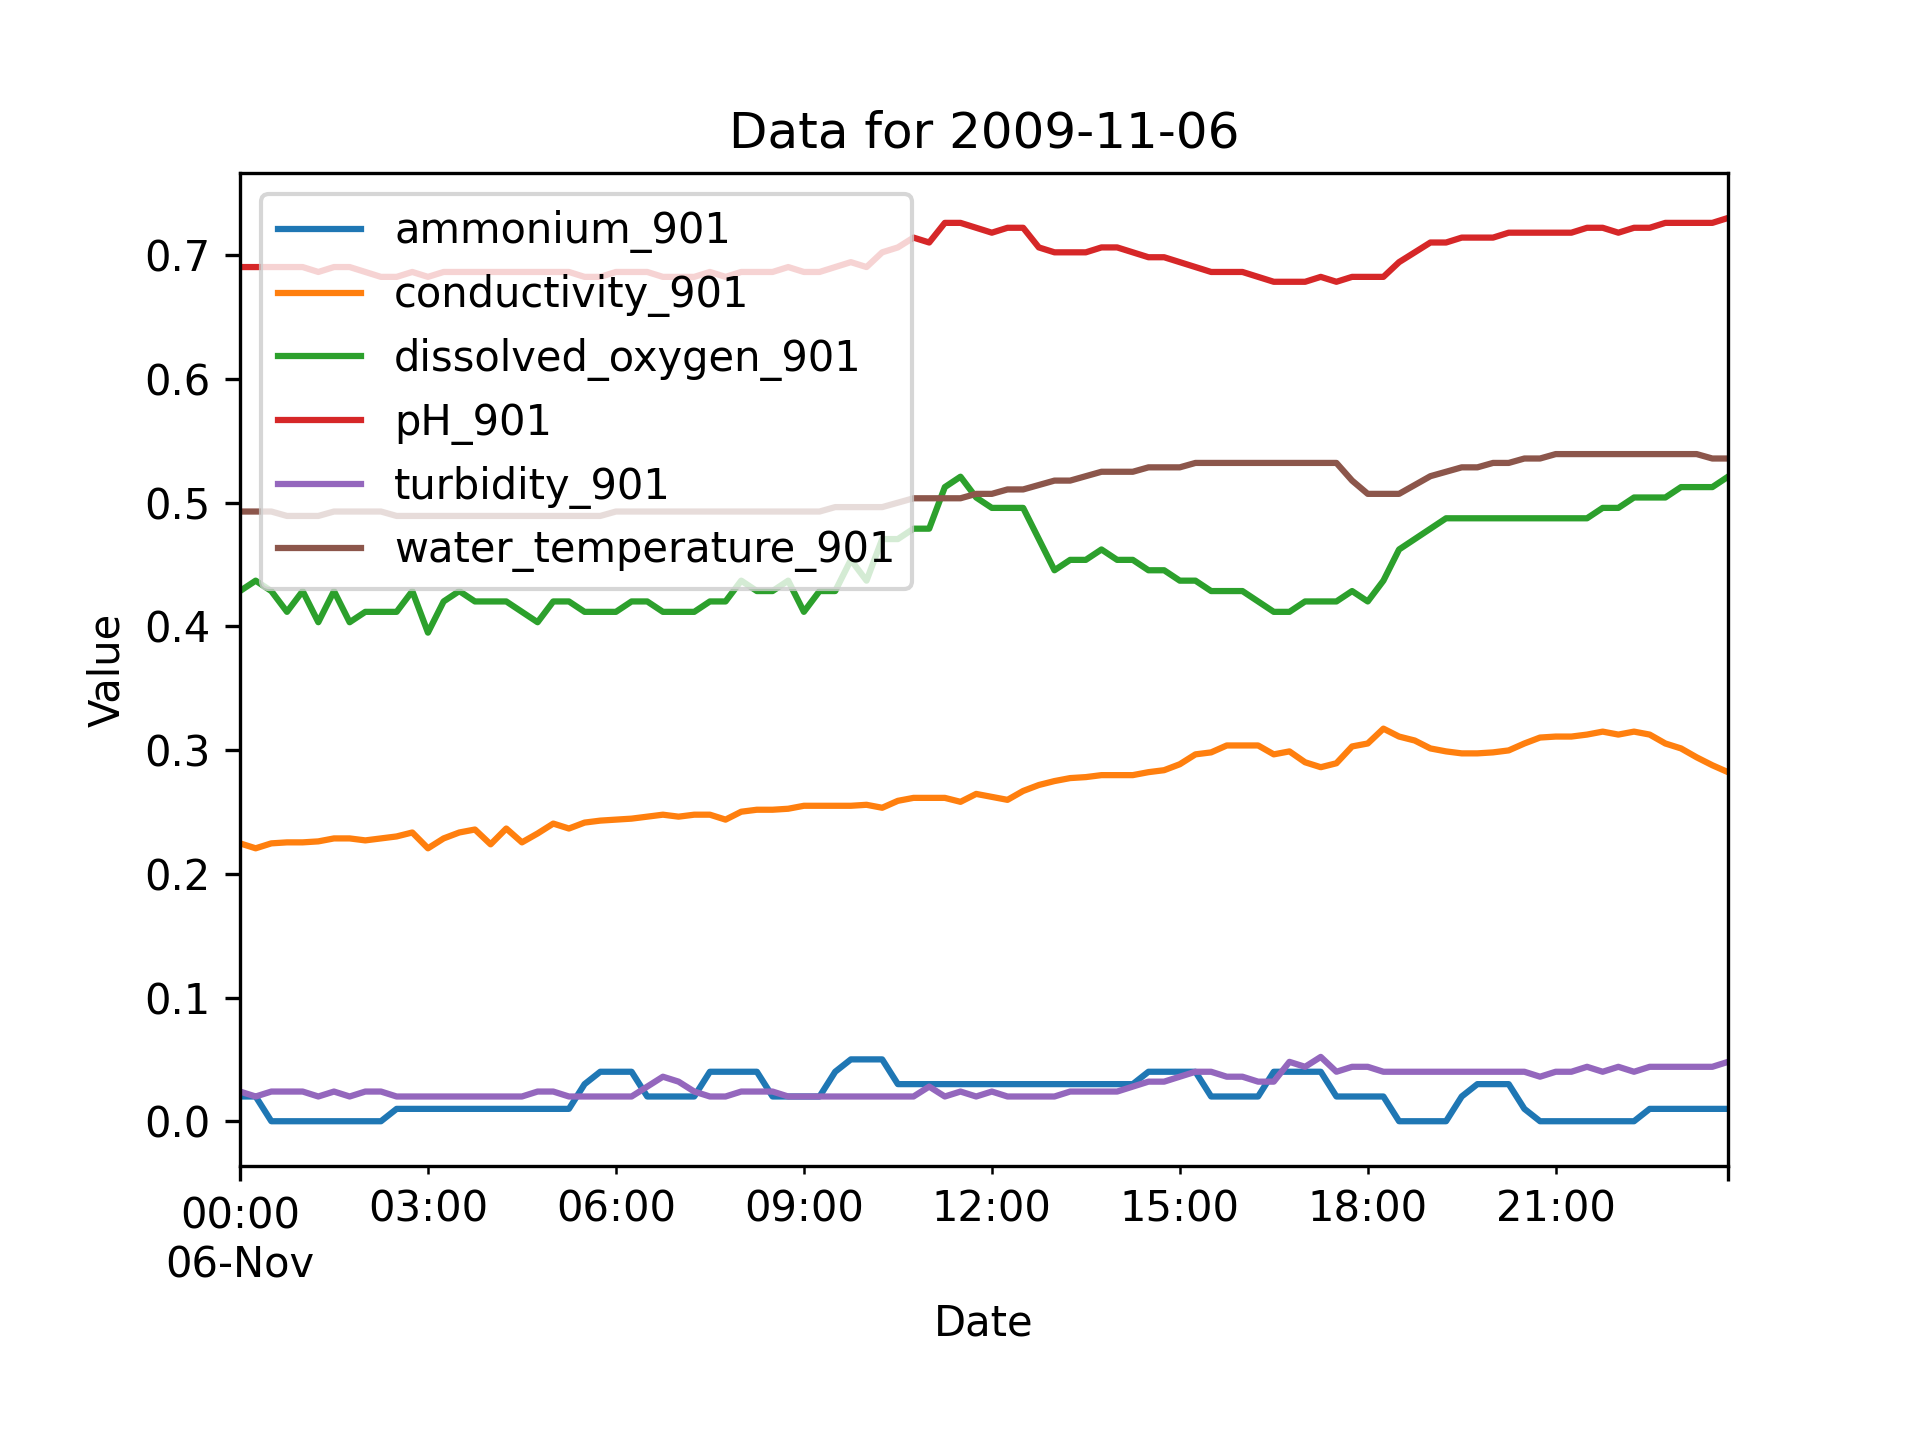 Data for 2009-11-06
ammonium_901
conductivity_901
dissolved_oxygen_901
pH_901
turbidity_901
water_temperature_901
0.7
0.6
0.5
0.4
0.3
0.2
0.1
0.0
Value
00:00 03:00 06:00 09:00 12:00 15:00 18:00 21:00
06-Nov
Date